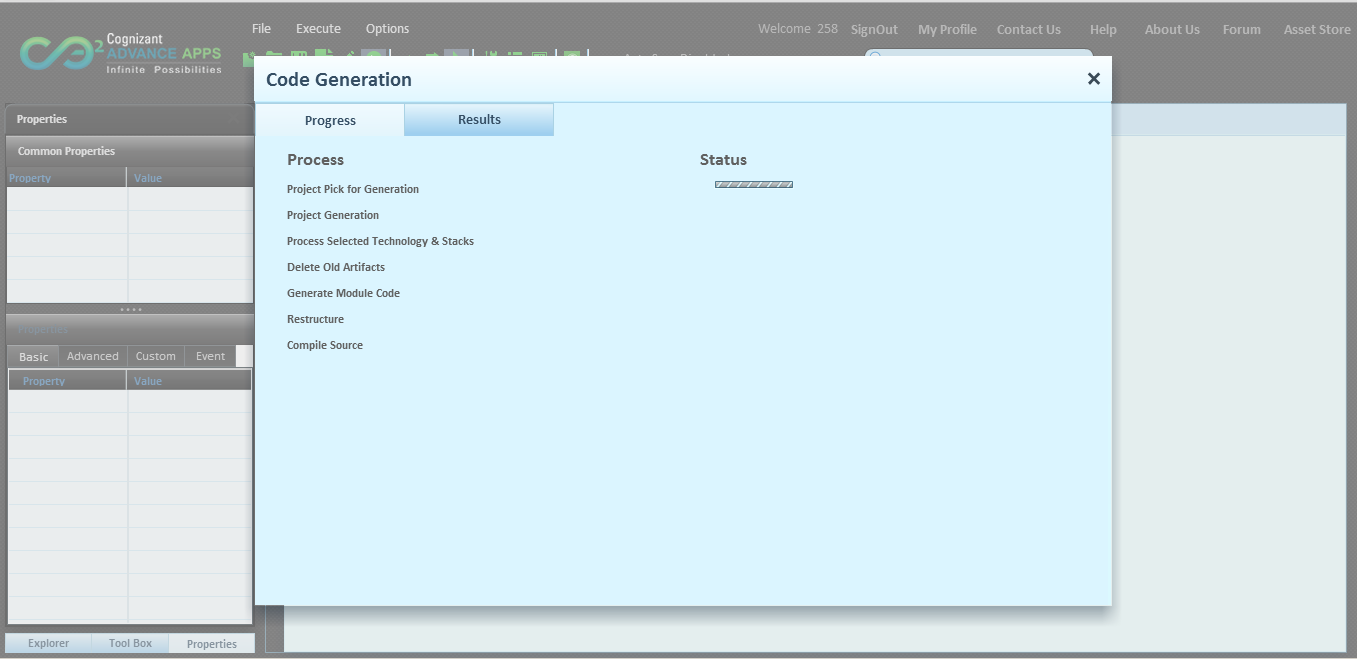 File Execute Options Welcome 258 SignOut My Profile Contact Us Help About Us Forum Asset Store
2 Cognizant
ADVANCE APPS
Infinite Possibilities
Code Generation ×
Progress Results
Process Status
Project Pick for Generation
Project Generation
Process Selected Technology & Stacks
Delete Old Artifacts
Generate Module Code
Restructure
Compile Source
Properties
Common Properties
Property Value
Properties
Basic Advanced Custom Event
Property Value
Explorer Tool Box Properties